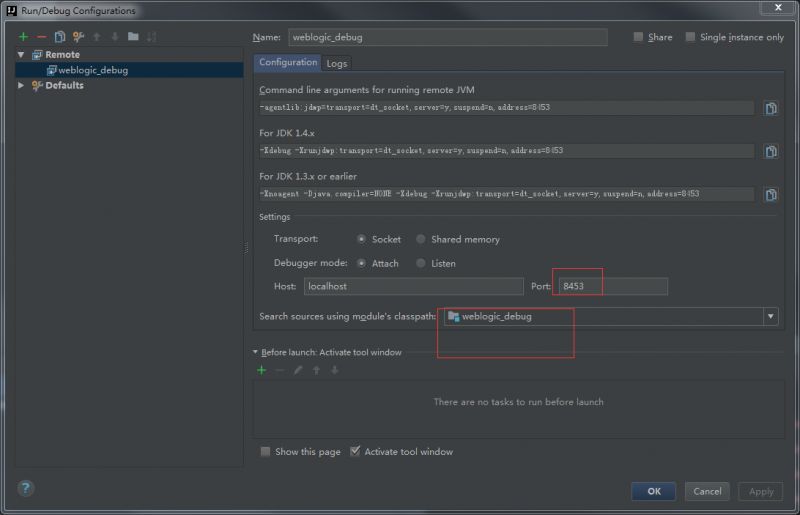 Run/Debug Configurations
Name: weblogic_debug
Share
Single instance only
Remote
weblogic_debug
Defaults
Configuration
Logs
Command line arguments for running remote JVM
-agentlib:jdwp=transport=dt_socket,server=y,suspend=n,address=8453
For JDK 1.4.x
-Xdebug -Xrunjdwp:transport=dt_socket,server=y,suspend=n,address=8453
For JDK 1.3.x or earlier
-Xnoagent -Djava.compiler=NONE -Xdebug -Xrunjdwp:transport=dt_socket,server=y,suspend=n,address=8453
Settings
Transport: Socket Shared memory
Debugger mode: Attach Listen
Host: localhost Port: 8453
Search sources using module's classpath: weblogic_debug
Before launch: Activate tool window
There are no tasks to run before launch
Show this page Activate tool window
? OK Cancel Apply